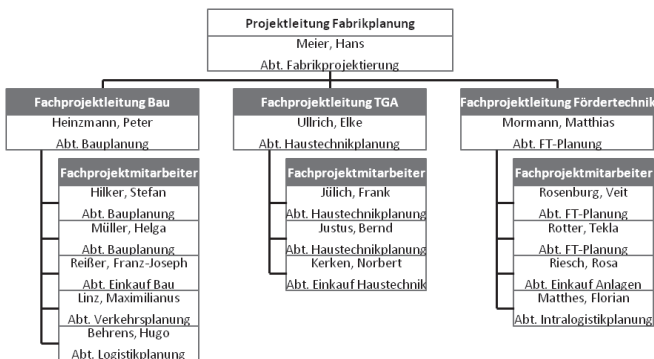 Projektleitung Fabrikplanung
Meier, Hans
Abt. Fabrikprojektierung
Fachprojektleitung Bau
Heinzmann, Peter
Abt. Bauplanung
Fachprojektmitarbeiter
Hilker, Stefan
Abt. Bauplanung
Müller, Helga
Abt. Bauplanung
Reißer, Franz-Joseph
Abt. Einkauf Bau
Linz, Maximilianus
Abt. Verkehrsplanung
Behrens, Hugo
Abt. Logistikplanung
Fachprojektleitung TGA
Ullrich, Elke
Abt. Haustechnikplanung
Fachprojektmitarbeiter
Jülich, Frank
Abt. Haustechnikplanung
Justus, Bernd
Abt. Haustechnikplanung
Kerken, Norbert
Abt. Einkauf Haustechnik
Fachprojektleitung Fördertechnik
Mormann, Matthias
Abt. FT-Planung
Fachprojektmitarbeiter
Rosenburg, Veit
Abt. FT-Planung
Rotter, Tekla
Abt. FT-Planung
Riesch, Rosa
Abt. Einkauf Anlagen
Matthes, Florian
Abt. Intralogistikplanung